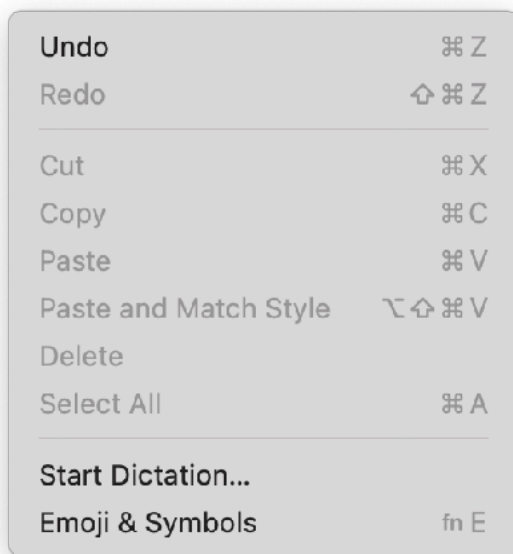 Undo ⌘ Z
Redo ⇧ ⌘ Z
Cut ⌘ X
Copy ⌘ C
Paste ⌘ V
Paste and Match Style ⌥ ⇧ ⌘ V
Delete
Select All ⌘ A
Start Dictation...
Emoji & Symbols fn E